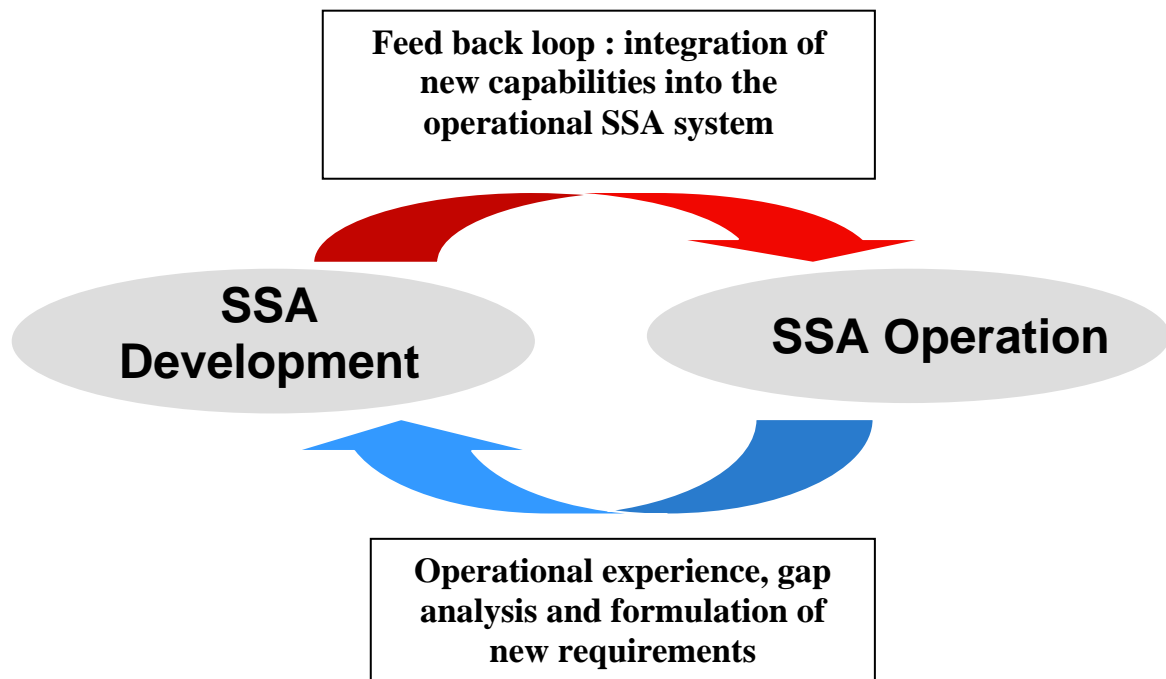 Feed back loop : integration of
new capabilities into the
operational SSA system
SSA
Development
SSA Operation
Operational experience, gap
analysis and formulation of
new requirements